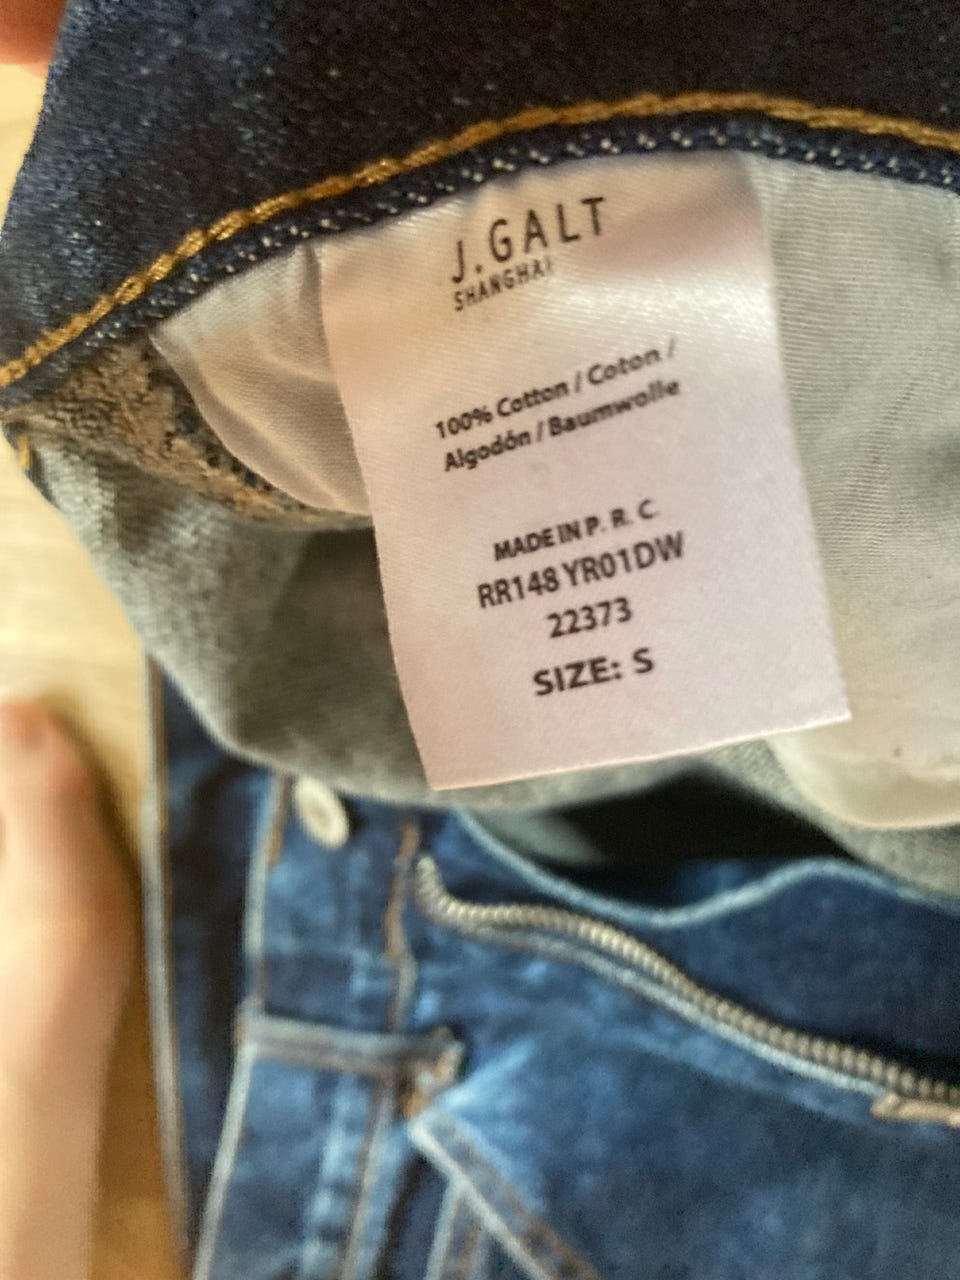 J.GALT
SHANGHAI
100% Cotton / Coton /
Algodón / Baumwolle
MADE IN P. R. C.
RR148 YR01DW
22373
SIZE: S